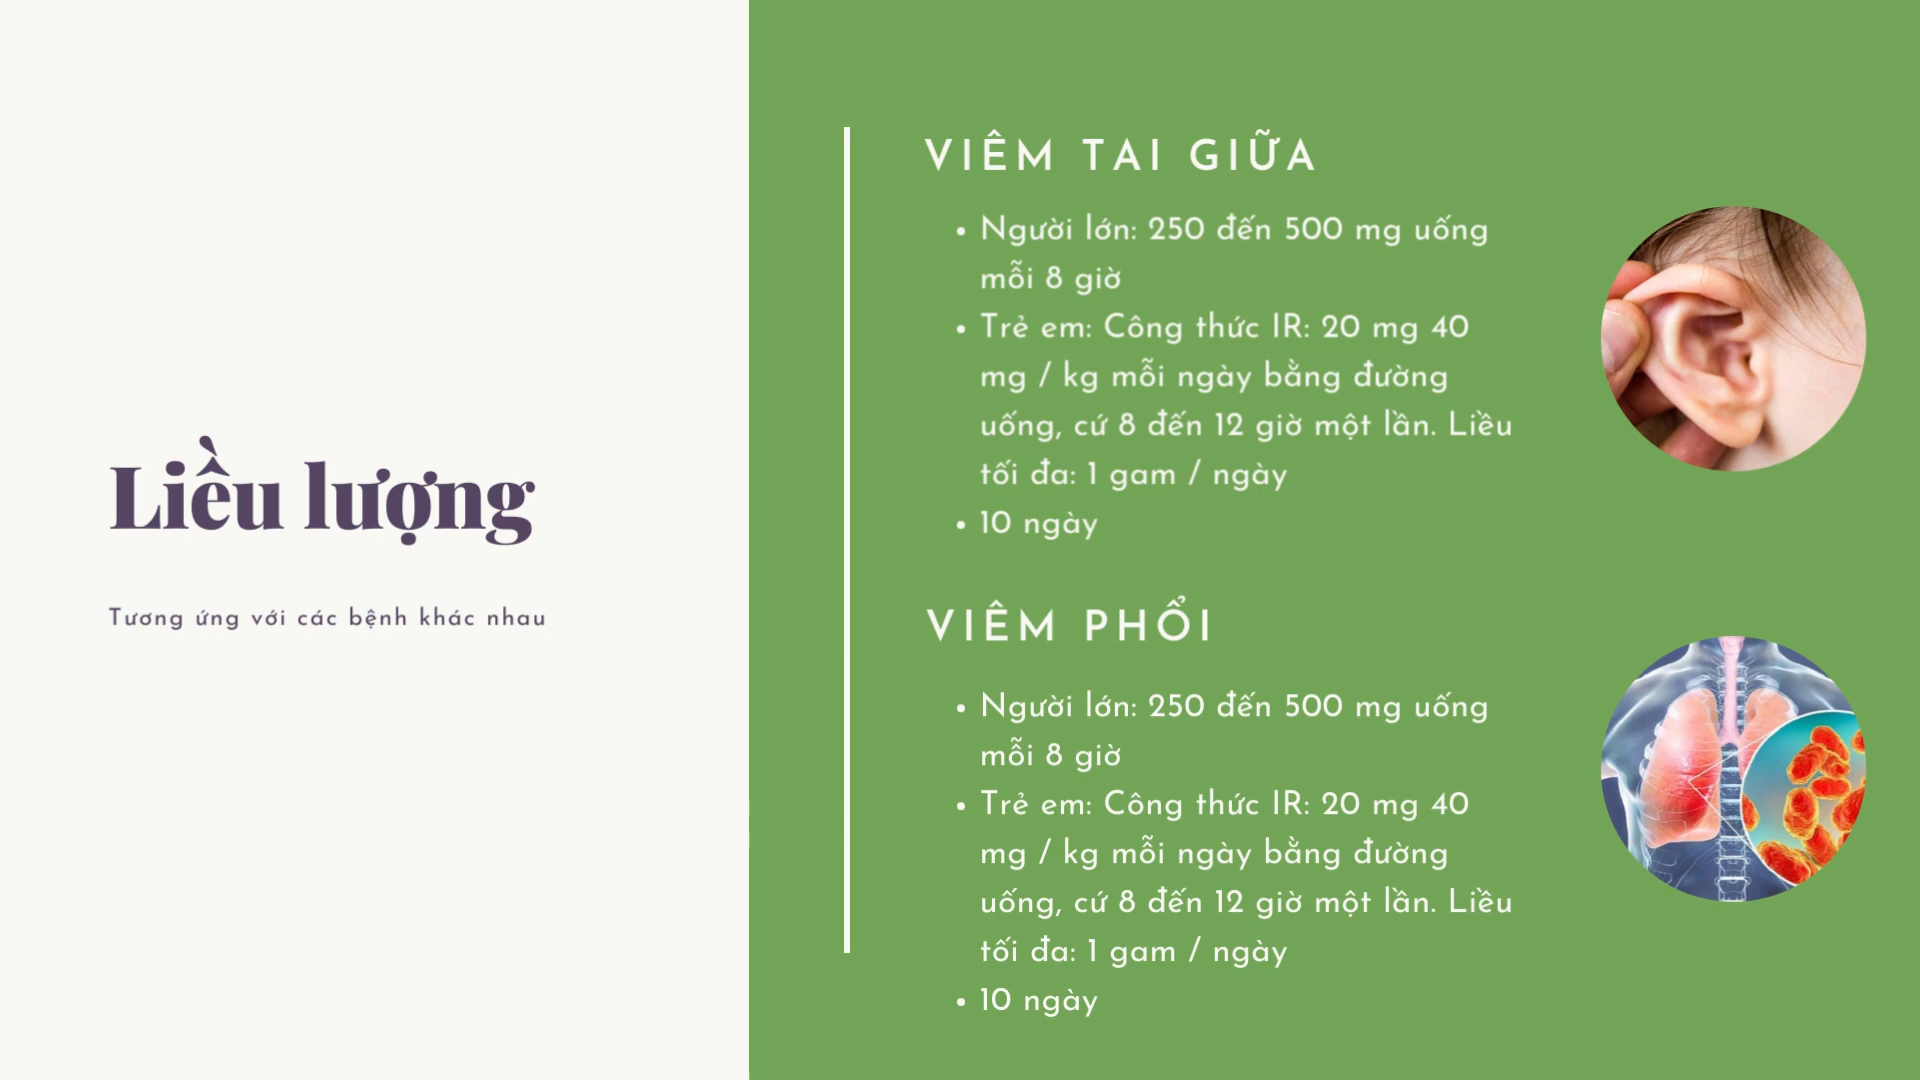 Liều lượng
Tương ứng với các bệnh khác nhau
VIÊM TAI GIỮA
• Người lớn: 250 đến 500 mg uống
mỗi 8 giờ
• Trẻ em: Công thức IR: 20 mg 40
mg / kg mỗi ngày bằng đường
uống, cứ 8 đến 12 giờ một lần. Liều
tối đa: 1 gam / ngày
• 10 ngày
VIÊM PHỔI
• Người lớn: 250 đến 500 mg uống
mỗi 8 giờ
• Trẻ em: Công thức IR: 20 mg 40
mg / kg mỗi ngày bằng đường
uống, cứ 8 đến 12 giờ một lần. Liều
tối đa: 1 gam / ngày
• 10 ngày